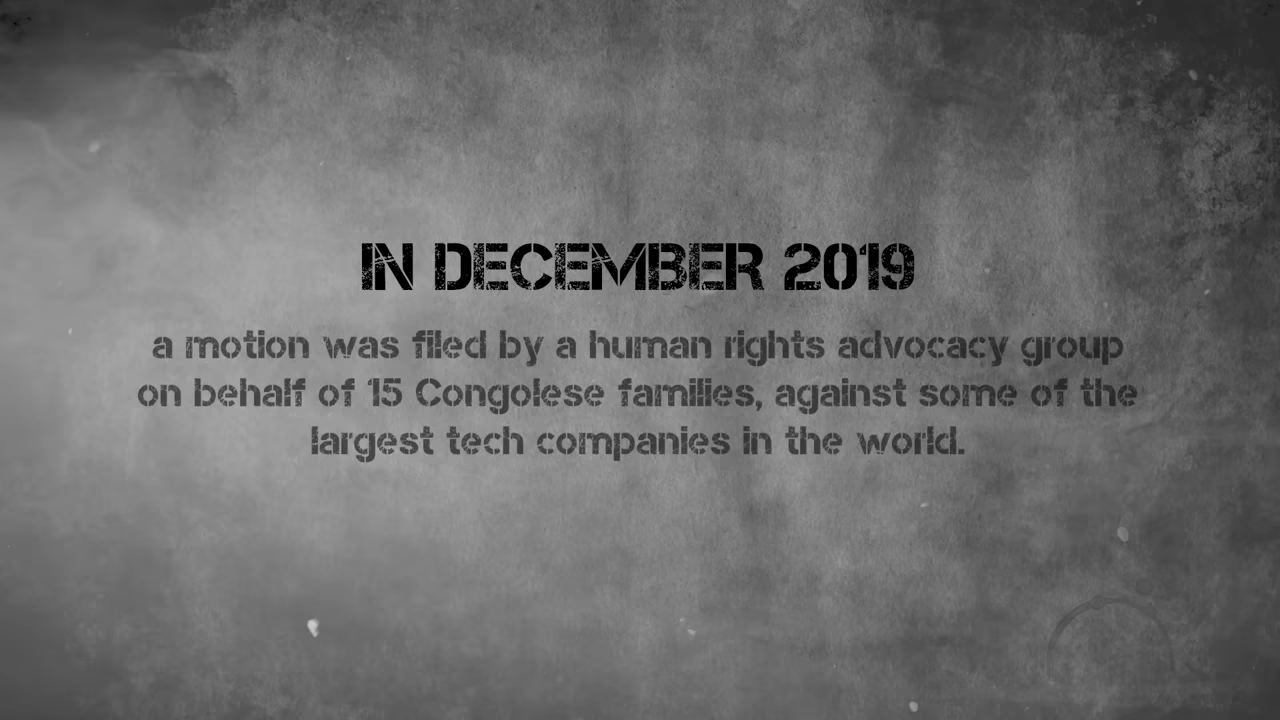 IN DECEMBER 2019
a motion was filed by a human rights advocacy group
on behalf of 15 Congolese families, against some of the
largest tech companies in the world.